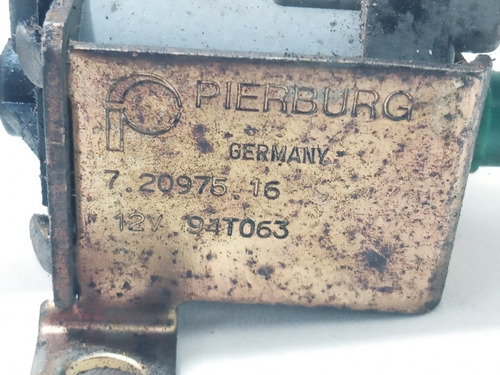 PIERBURG
GERMANY
7.20975.16
12V 94T063